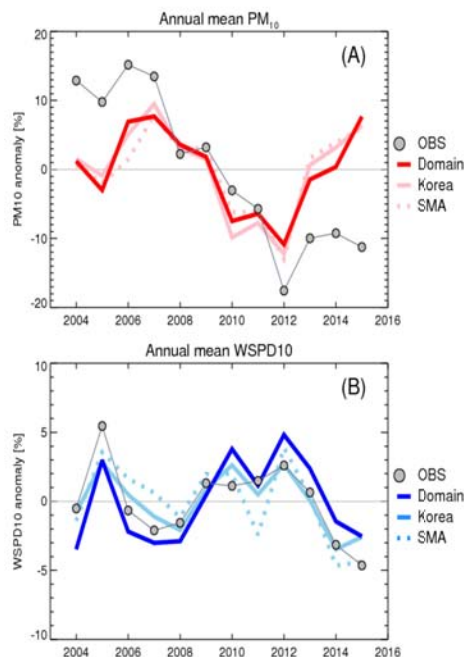 Annual mean PM₁₀
(A)
PM10 anomaly [%]
20
10
0
-10
-20
2004 2006 2008 2010 2012 2014 2016
OBS
Domain
Korea
SMA
Annual mean WSPD10
(B)
WSPD10 anomaly [%]
10
5
0
-5
-10
2004 2006 2008 2010 2012 2014 2016
OBS
Domain
Korea
SMA